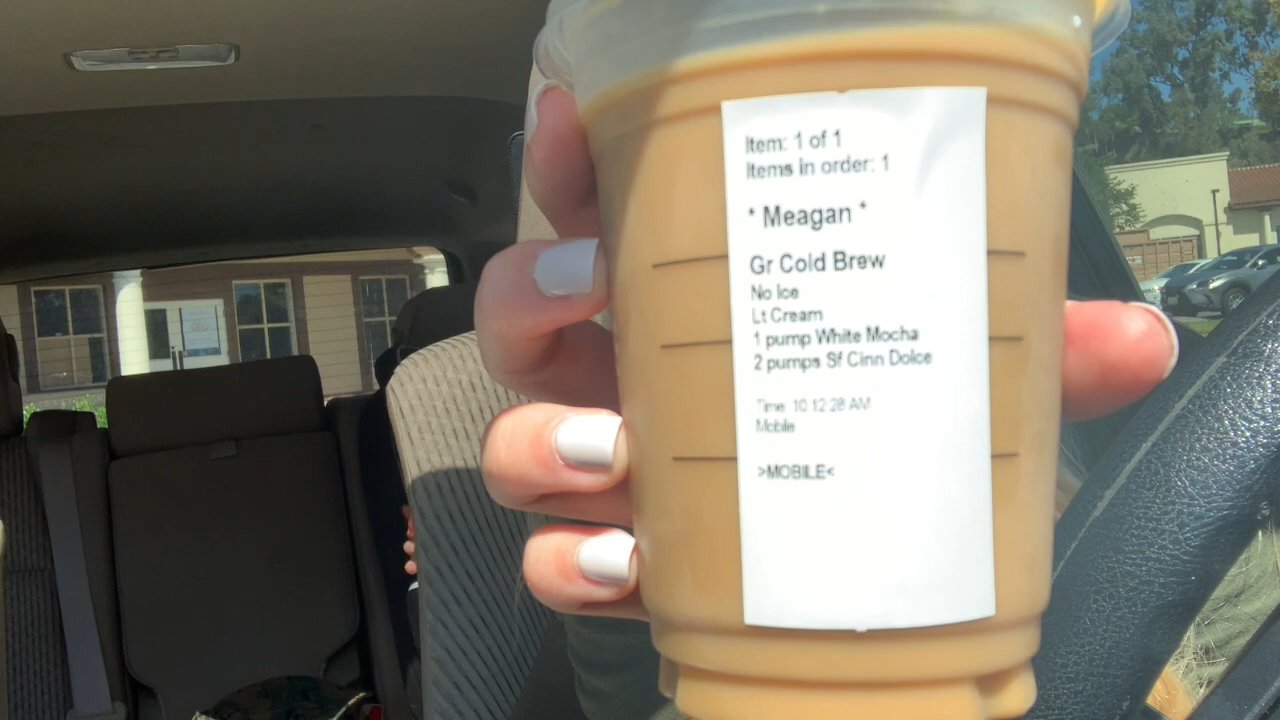 Item: 1 of 1
Items in order: 1
* Meagan *
Gr Cold Brew
No Ice
Lt Cream
1 pump White Mocha
2 pumps Sf Cinn Dolce
Time: 10:12:28 AM
Mobile
>MOBILE<